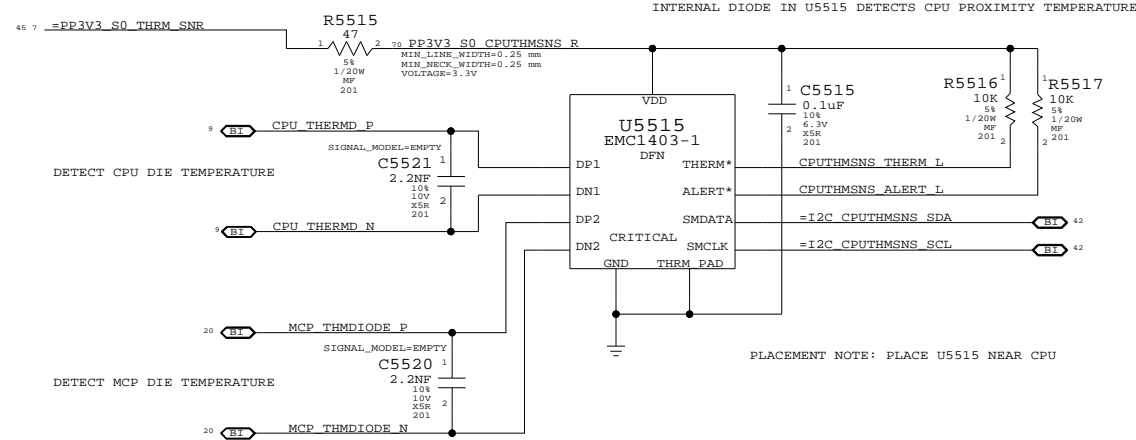 INTERNAL DIODE IN U5515 DETECTS CPU PROXIMITY TEMPERATURE
45 7 =PP3V3_S0_THRM_SNR
R5515
47
1 2
5%
1/20W
MF
201
70 PP3V3_S0_CPUTHMSNS_R
MIN_LINE_WIDTH=0.25 mm
MIN_NECK_WIDTH=0.25 mm
VOLTAGE=3.3V
1 C5515
0.1uF
10%
2 6.3V
X5R
201
R5516 1
10K
5%
1/20W
MF
201 2
1 R5517
10K
5%
1/20W
MF
2 201
9 BI CPU_THERMD_P
SIGNAL_MODEL=EMPTY
C5521 1
2.2NF
10%
10V
X5R 2
201
DETECT CPU DIE TEMPERATURE
9 BI CPU_THERMD_N
VDD
U5515
EMC1403-1
DFN
DP1 THERM* CPUTHMSNS_THERM_L
DN1 ALERT* CPUTHMSNS_ALERT_L
DP2 SMDATA =I2C_CPUTHMSNS_SDA BI 42
CRITICAL
DN2 SMCLK =I2C_CPUTHMSNS_SCL BI 42
GND THRM_PAD
20 BI MCP_THMDIODE_P
SIGNAL_MODEL=EMPTY
C5520 1
2.2NF
10%
10V
X5R 2
201
DETECT MCP DIE TEMPERATURE
20 BI MCP_THMDIODE_N
PLACEMENT NOTE: PLACE U5515 NEAR CPU